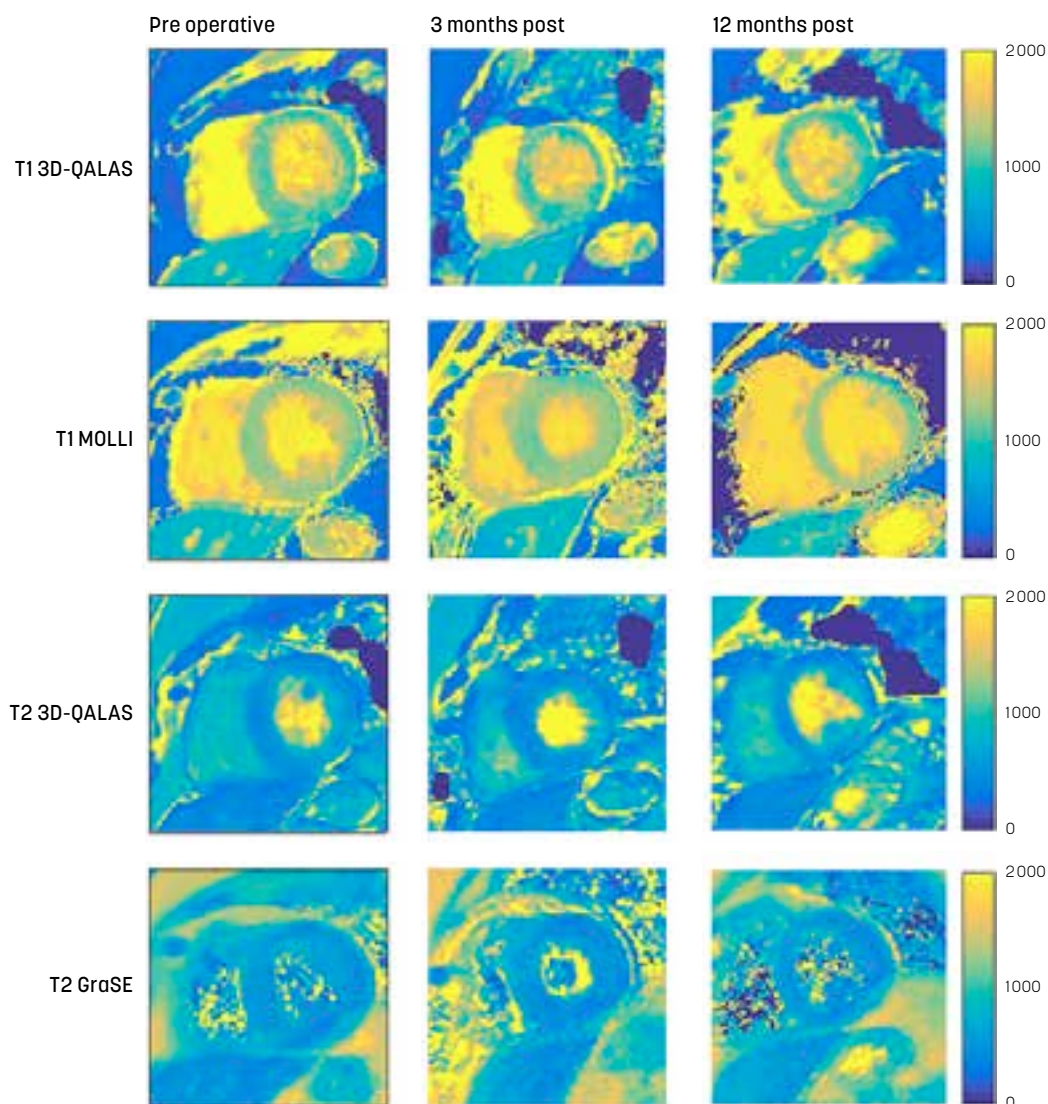 Pre operative
3 months post
12 months post
T1 3D-QALAS
2000
1000
0
T1 MOLLI
2000
1000
0
T2 3D-QALAS
2000
1000
0
T2 GraSE
2000
1000
0